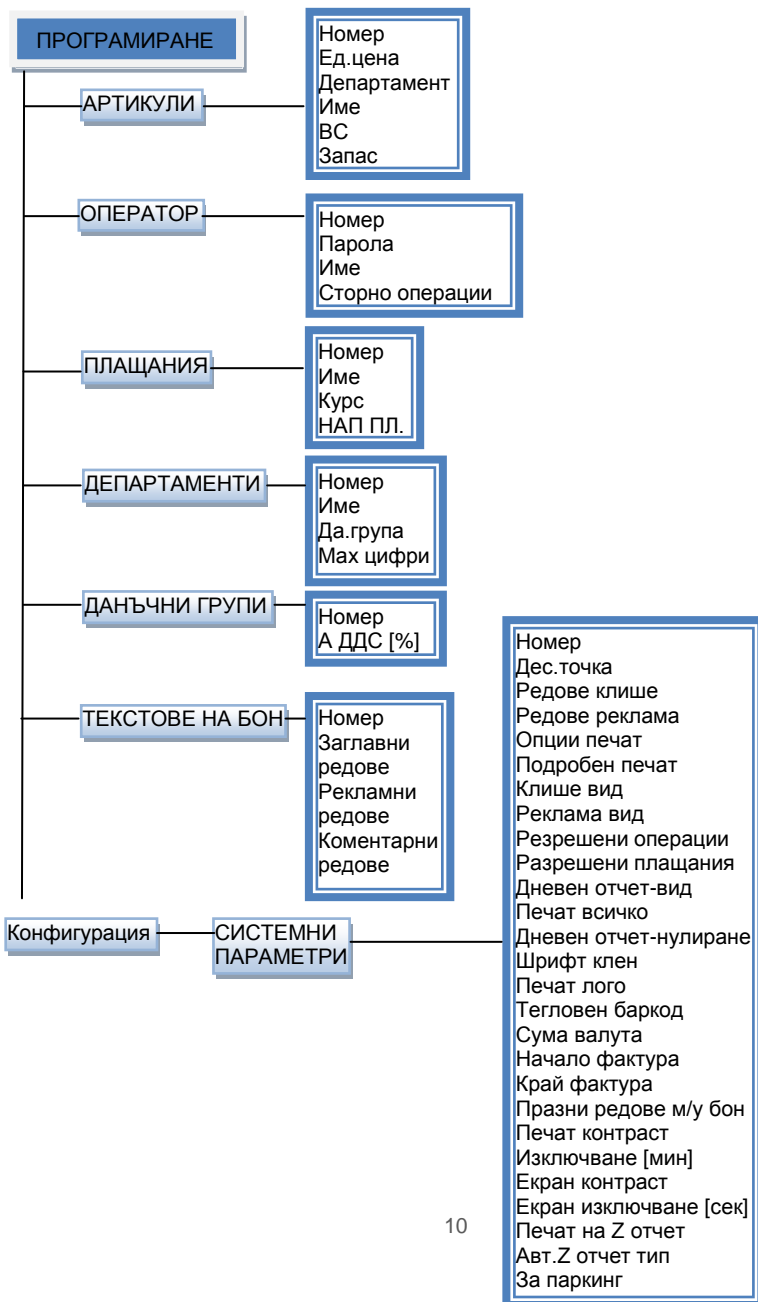 ПРОГРАМИРАНЕ
АРТИКУЛИ
Номер
Ед.цена
Департамент
Име
ВС
Запас
ОПЕРАТОР
Номер
Парола
Име
Сторно операции
ПЛАЩАНИЯ
Номер
Име
Курс
НАП ПЛ.
ДЕПАРТАМЕНТИ
Номер
Име
Да.група
Мах цифри
ДАНЪЧНИ ГРУПИ
Номер
А ДДС [%]
ТЕКСТОВЕ НА БОН
Номер
Заглавни
редове
Рекламни
редове
Коментарни
редове
Конфигурация
СИСТЕМНИ
ПАРАМЕТРИ
Номер
Дес.точка
Редове клише
Редове реклама
Опции печат
Подробен печат
Клише вид
Реклама вид
Резрешени операции
Разрешени плащания
Дневен отчет-вид
Печат всичко
Дневен отчет-нулиране
Шрифт клен
Печат лого
Тегловен баркод
Сума валута
Начало фактура
Край фактура
Празни редове м/у бон
Печат контраст
Изключване [мин]
Екран контраст
Екран изключване [сек]
Печат на Z отчет
Авт.Z отчет тип
За паркинг
10